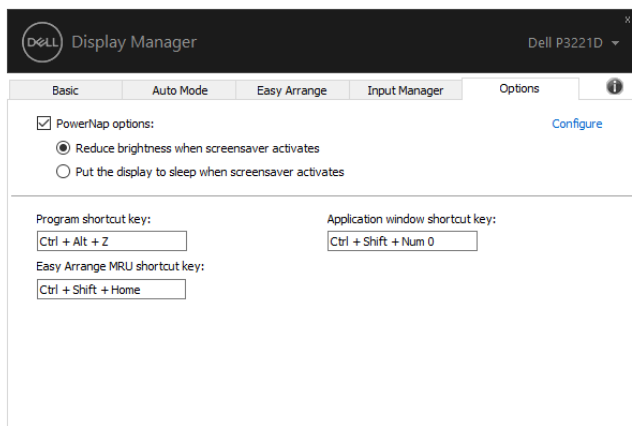 x
DELL Display Manager
Dell P3221D
Basic Auto Mode Easy Arrange Input Manager Options i
PowerNap options: Configure
Reduce brightness when screensaver activates
Put the display to sleep when screensaver activates
Program shortcut key: Application window shortcut key:
Ctrl + Alt + Z Ctrl + Shift + Num 0
Easy Arrange MRU shortcut key:
Ctrl + Shift + Home